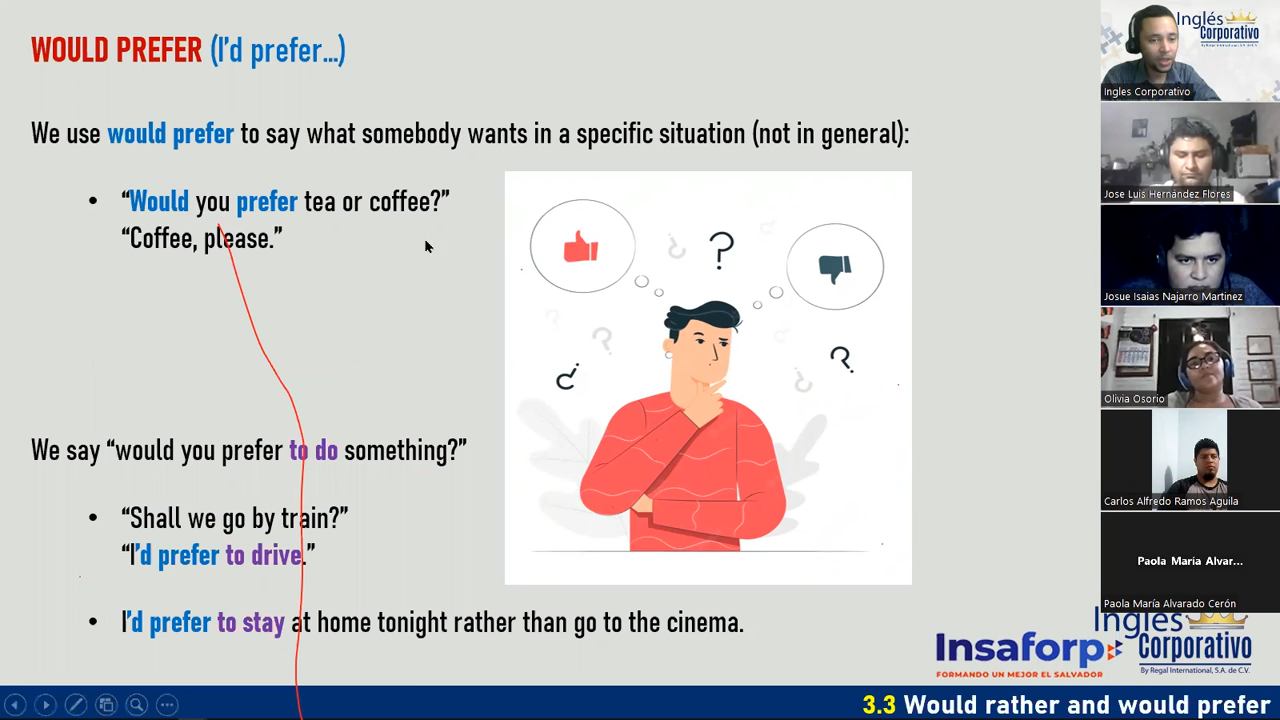 WOULD PREFER (I'd prefer...)
We use would prefer to say what somebody wants in a specific situation (not in general):
• “Would you prefer tea or coffee?”
“Coffee, please.”
We say “would you prefer to do something?”
• “Shall we go by train?”
“I'd prefer to drive.”
• I'd prefer to stay at home tonight rather than go to the cinema.
Inglés
Corporativo
By Regal International, S.A. de C.V.
Ingles Corporativo
Jose Luis Hernández Flores
Josue Isaias Najarro Martinez
Olivia Osorio
Carlos Alfredo Ramos Aguila
Paola María Alvar...
Paola María Alvarado Cerón
Insaforp
FORMANDO UN MEJOR EL SALVADOR
Inglés
Corporativo
By Regal International, S.A. de C.V.
3.3 Would rather and would prefer